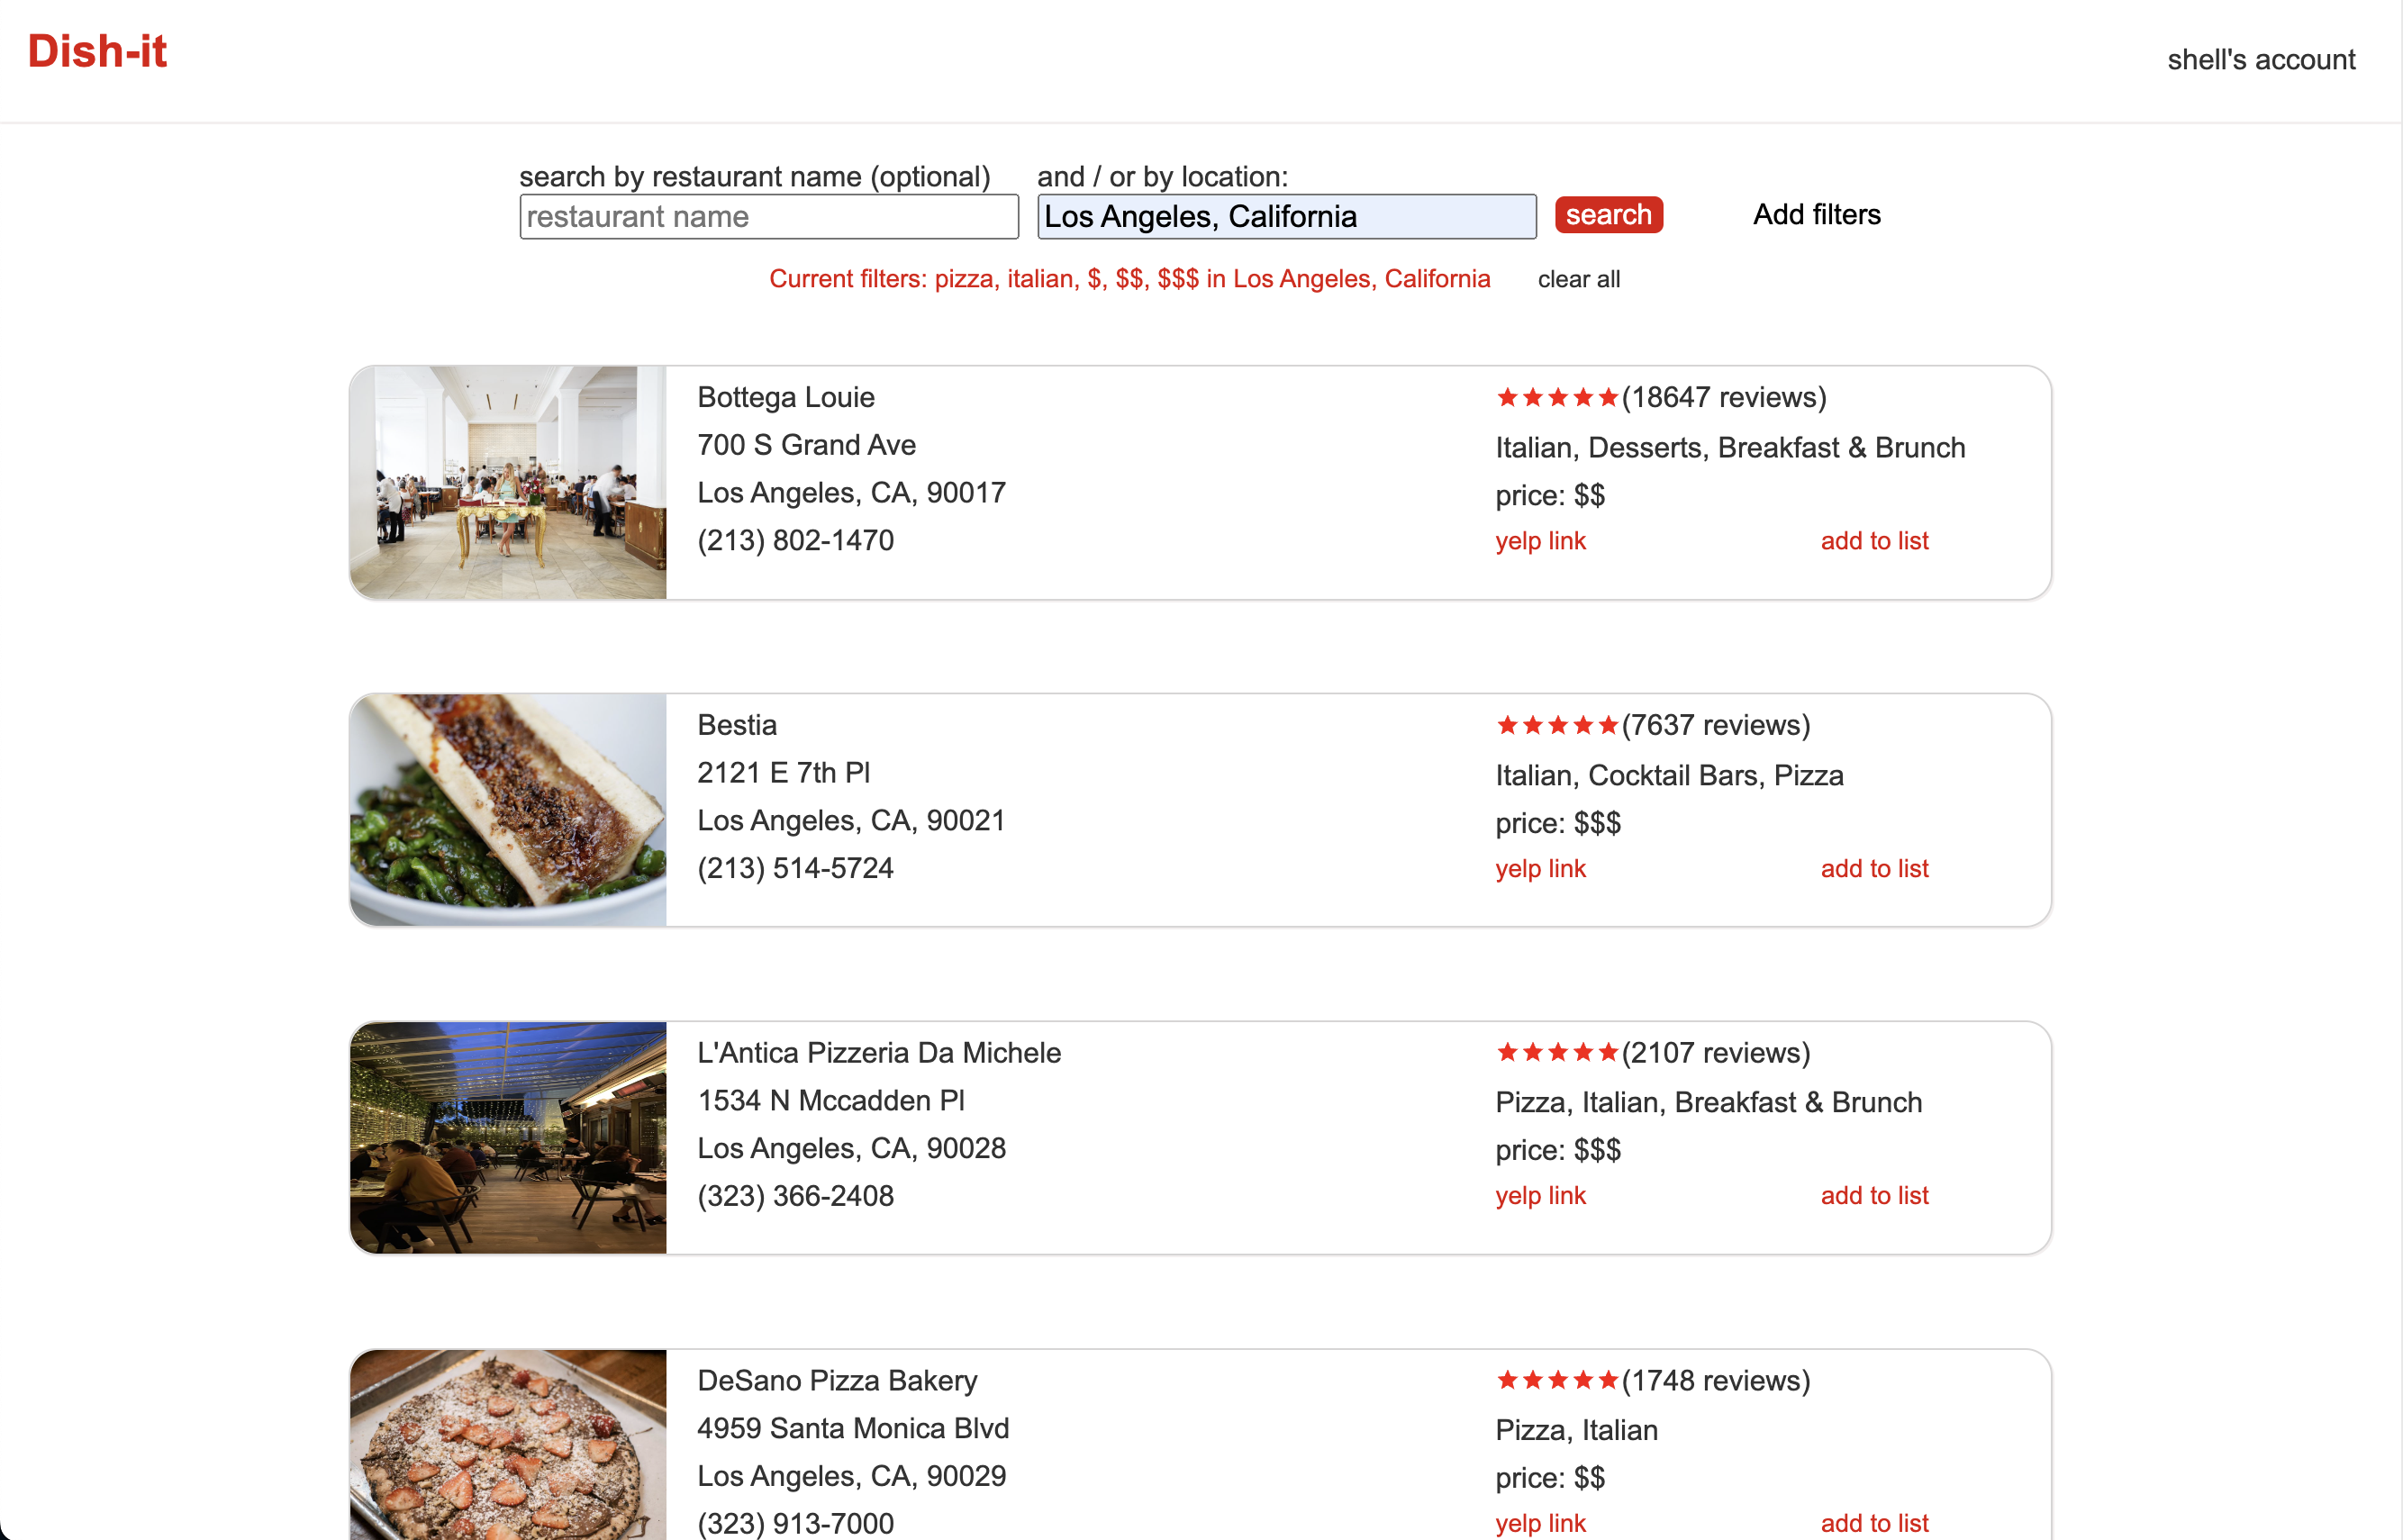 Dish-it
shell's account
search by restaurant name (optional)
and / or by location:
restaurant name
Los Angeles, California
search
Add filters
Current filters: pizza, italian, $, $$, $$$ in Los Angeles, California
clear all
Bottega Louie
700 S Grand Ave
Los Angeles, CA, 90017
(213) 802-1470
★★★★★(18647 reviews)
Italian, Desserts, Breakfast & Brunch
price: $$
yelp link
add to list
Bestia
2121 E 7th Pl
Los Angeles, CA, 90021
(213) 514-5724
★★★★★(7637 reviews)
Italian, Cocktail Bars, Pizza
price: $$$
yelp link
add to list
L'Antica Pizzeria Da Michele
1534 N Mccadden Pl
Los Angeles, CA, 90028
(323) 366-2408
★★★★★(2107 reviews)
Pizza, Italian, Breakfast & Brunch
price: $$$
yelp link
add to list
DeSano Pizza Bakery
4959 Santa Monica Blvd
Los Angeles, CA, 90029
(323) 913-7000
★★★★★(1748 reviews)
Pizza, Italian
price: $$
yelp link
add to list